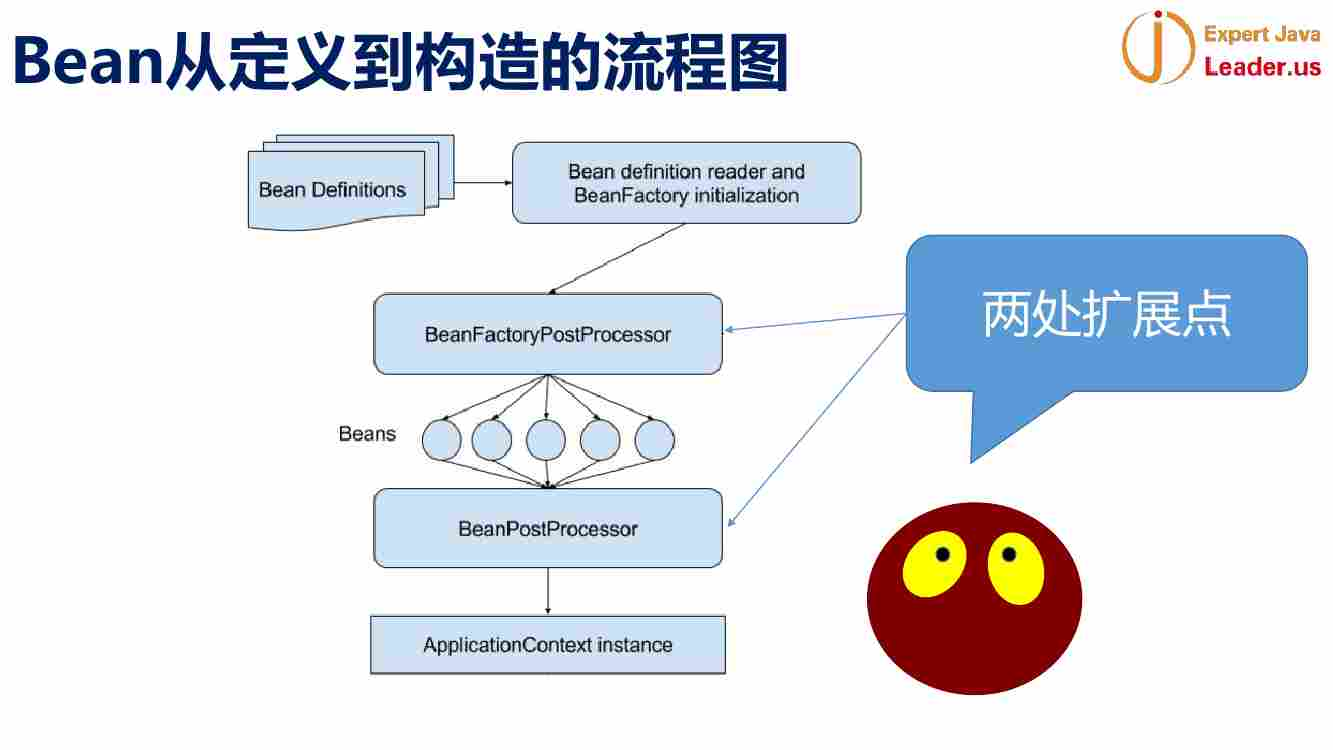 Bean从定义到构造的流程图
Expert Java
Leader.us
Bean Definitions
Bean definition reader and
BeanFactory initialization
两处扩展点
BeanFactoryPostProcessor
Beans
BeanPostProcessor
ApplicationContext instance